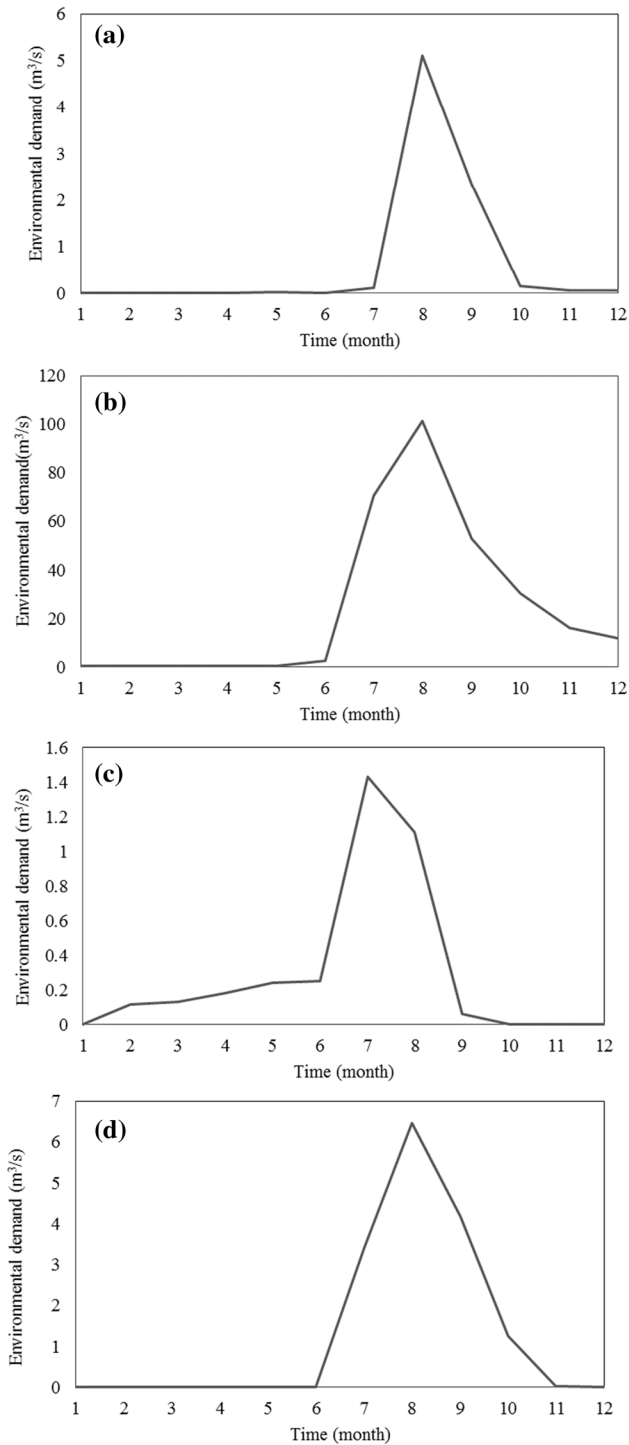 (a)
Environmental demand (m³/s)
6
5
4
3
2
1
0
1 2 3 4 5 6 7 8 9 10 11 12
Time (month)
(b)
Environmental demand(m³/s)
120
100
80
60
40
20
0
1 2 3 4 5 6 7 8 9 10 11 12
Time (month)
(c)
Environmental demand (m³/s)
1.6
1.4
1.2
1
0.8
0.6
0.4
0.2
0
1 2 3 4 5 6 7 8 9 10 11 12
Time (month)
(d)
Environmental demand (m³/s)
7
6
5
4
3
2
1
0
1 2 3 4 5 6 7 8 9 10 11 12
Time (month)